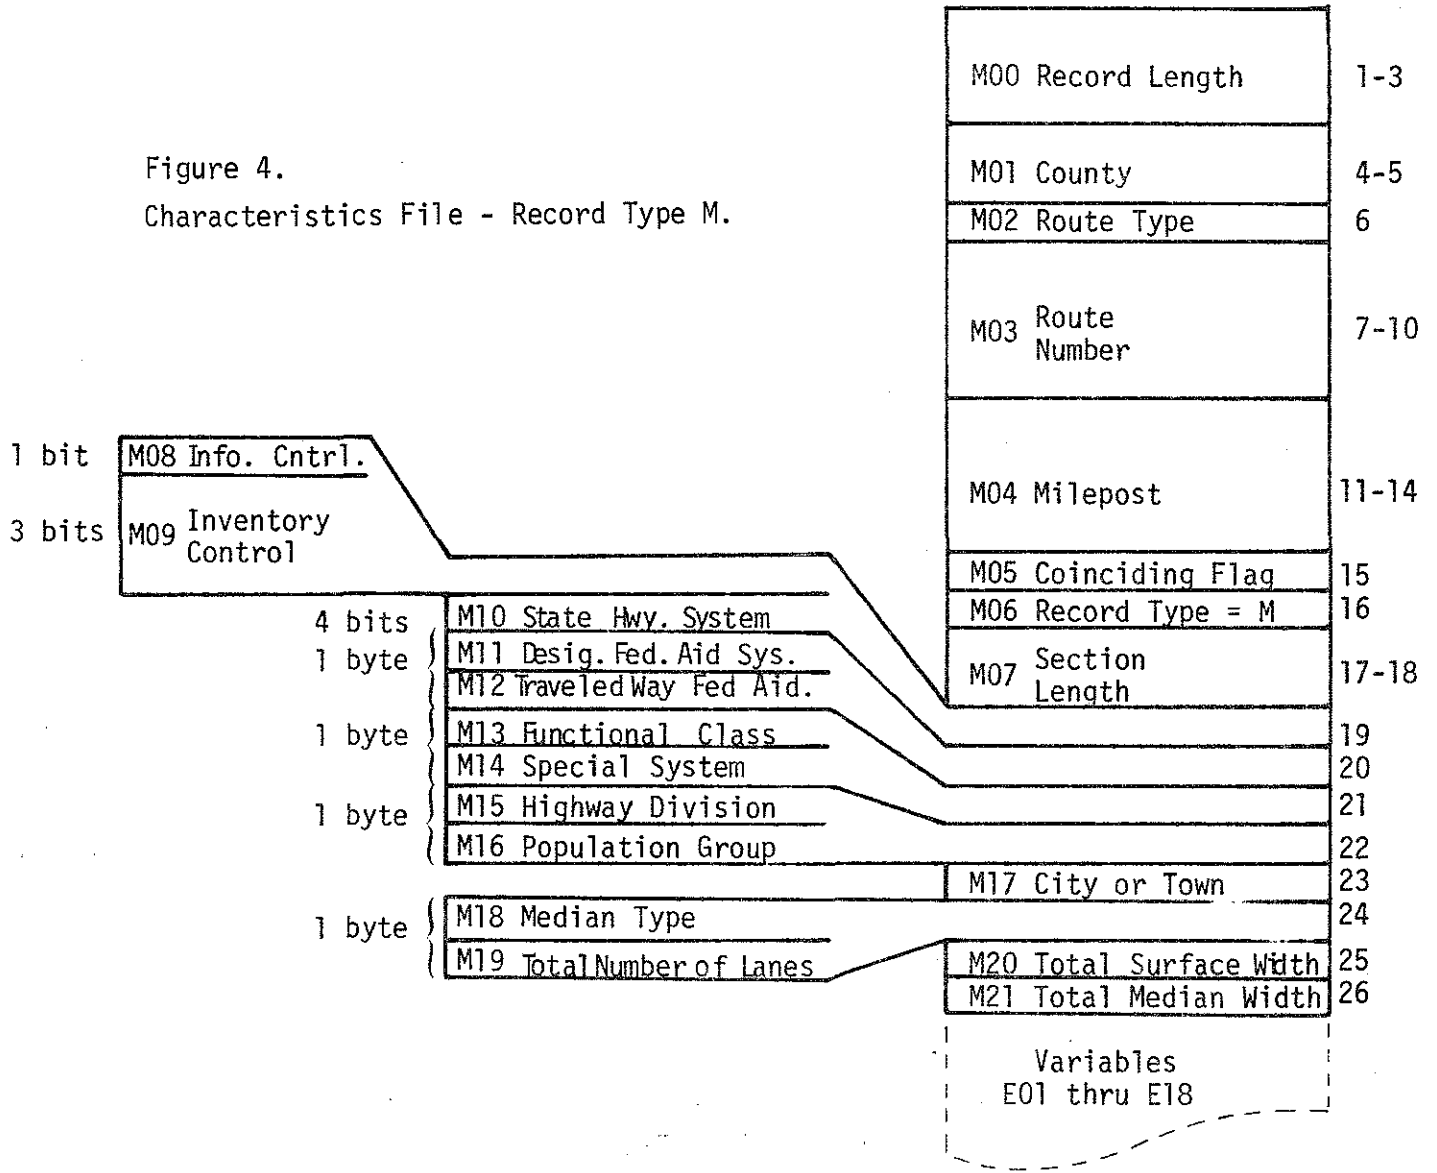 Figure 4.
Characteristics File - Record Type M.
M00 Record Length 1-3
M01 County 4-5
M02 Route Type 6
M03 Route
Number 7-10
M04 Milepost 11-14
M05 Coinciding Flag 15
M06 Record Type = M 16
M07 Section
Length 17-18
1 bit M08 Info. Cntrl.
3 bits M09 Inventory
Control
4 bits M10 State Hwy. System 19
1 byte M11 Desig. Fed. Aid Sys. 20
M12 Traveled Way Fed Aid.
1 byte M13 Functional Class 21
M14 Special System
1 byte M15 Highway Division 22
M16 Population Group
M17 City or Town 23
1 byte M18 Median Type 24
M19 Total Number of Lanes
M20 Total Surface Width 25
M21 Total Median Width 26
Variables
E01 thru E18